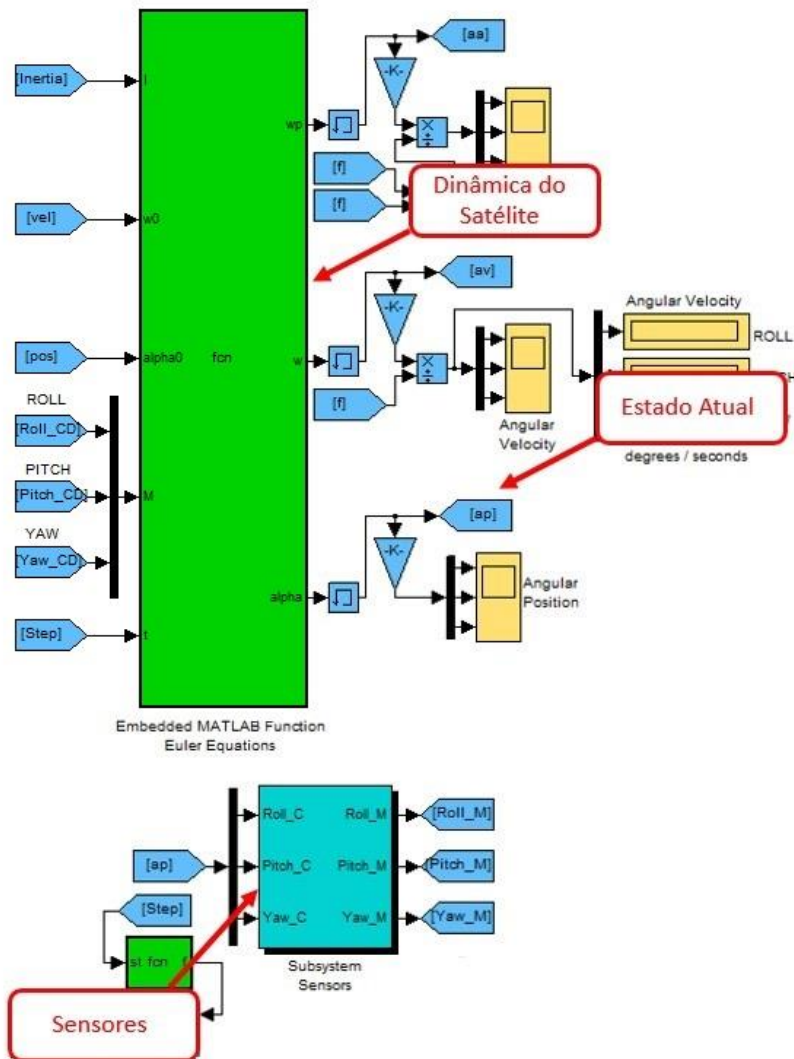 [aa]
[Inertia]
I
-K-
wp
×
÷
[f]
[f]
Dinâmica do
Satélite
[vel]
w0
[av]
-K-
Angular Velocity
ROLL
[pos]
alpha0
fcn
w
×
÷
[f]
Angular
Velocity
Estado Atual
degrees / seconds
ROLL
[Roll_CD]
PITCH
[Pitch_CD]
M
YAW
[Yaw_CD]
[ap]
-K-
alpha
Angular
Position
[Step]
t
Embedded MATLAB Function
Euler Equations
Roll_C
Roll_M
[Roll_M]
[ap]
Pitch_C
Pitch_M
[Pitch_M]
[Step]
Yaw_C
Yaw_M
[Yaw_M]
st fcn f
Subsystem
Sensors
Sensores